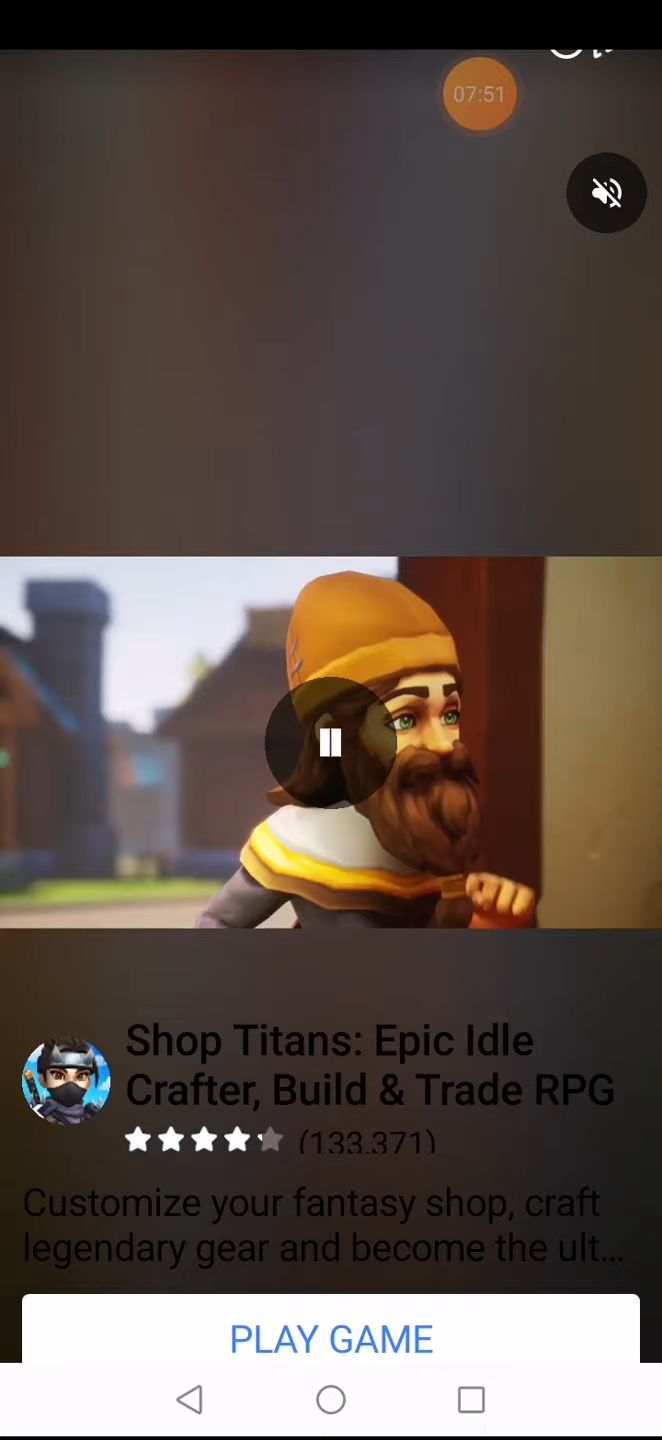 07:51
Shop Titans: Epic Idle
Crafter, Build & Trade RPG
(133,371)
Customize your fantasy shop, craft
legendary gear and become the ult...
PLAY GAME